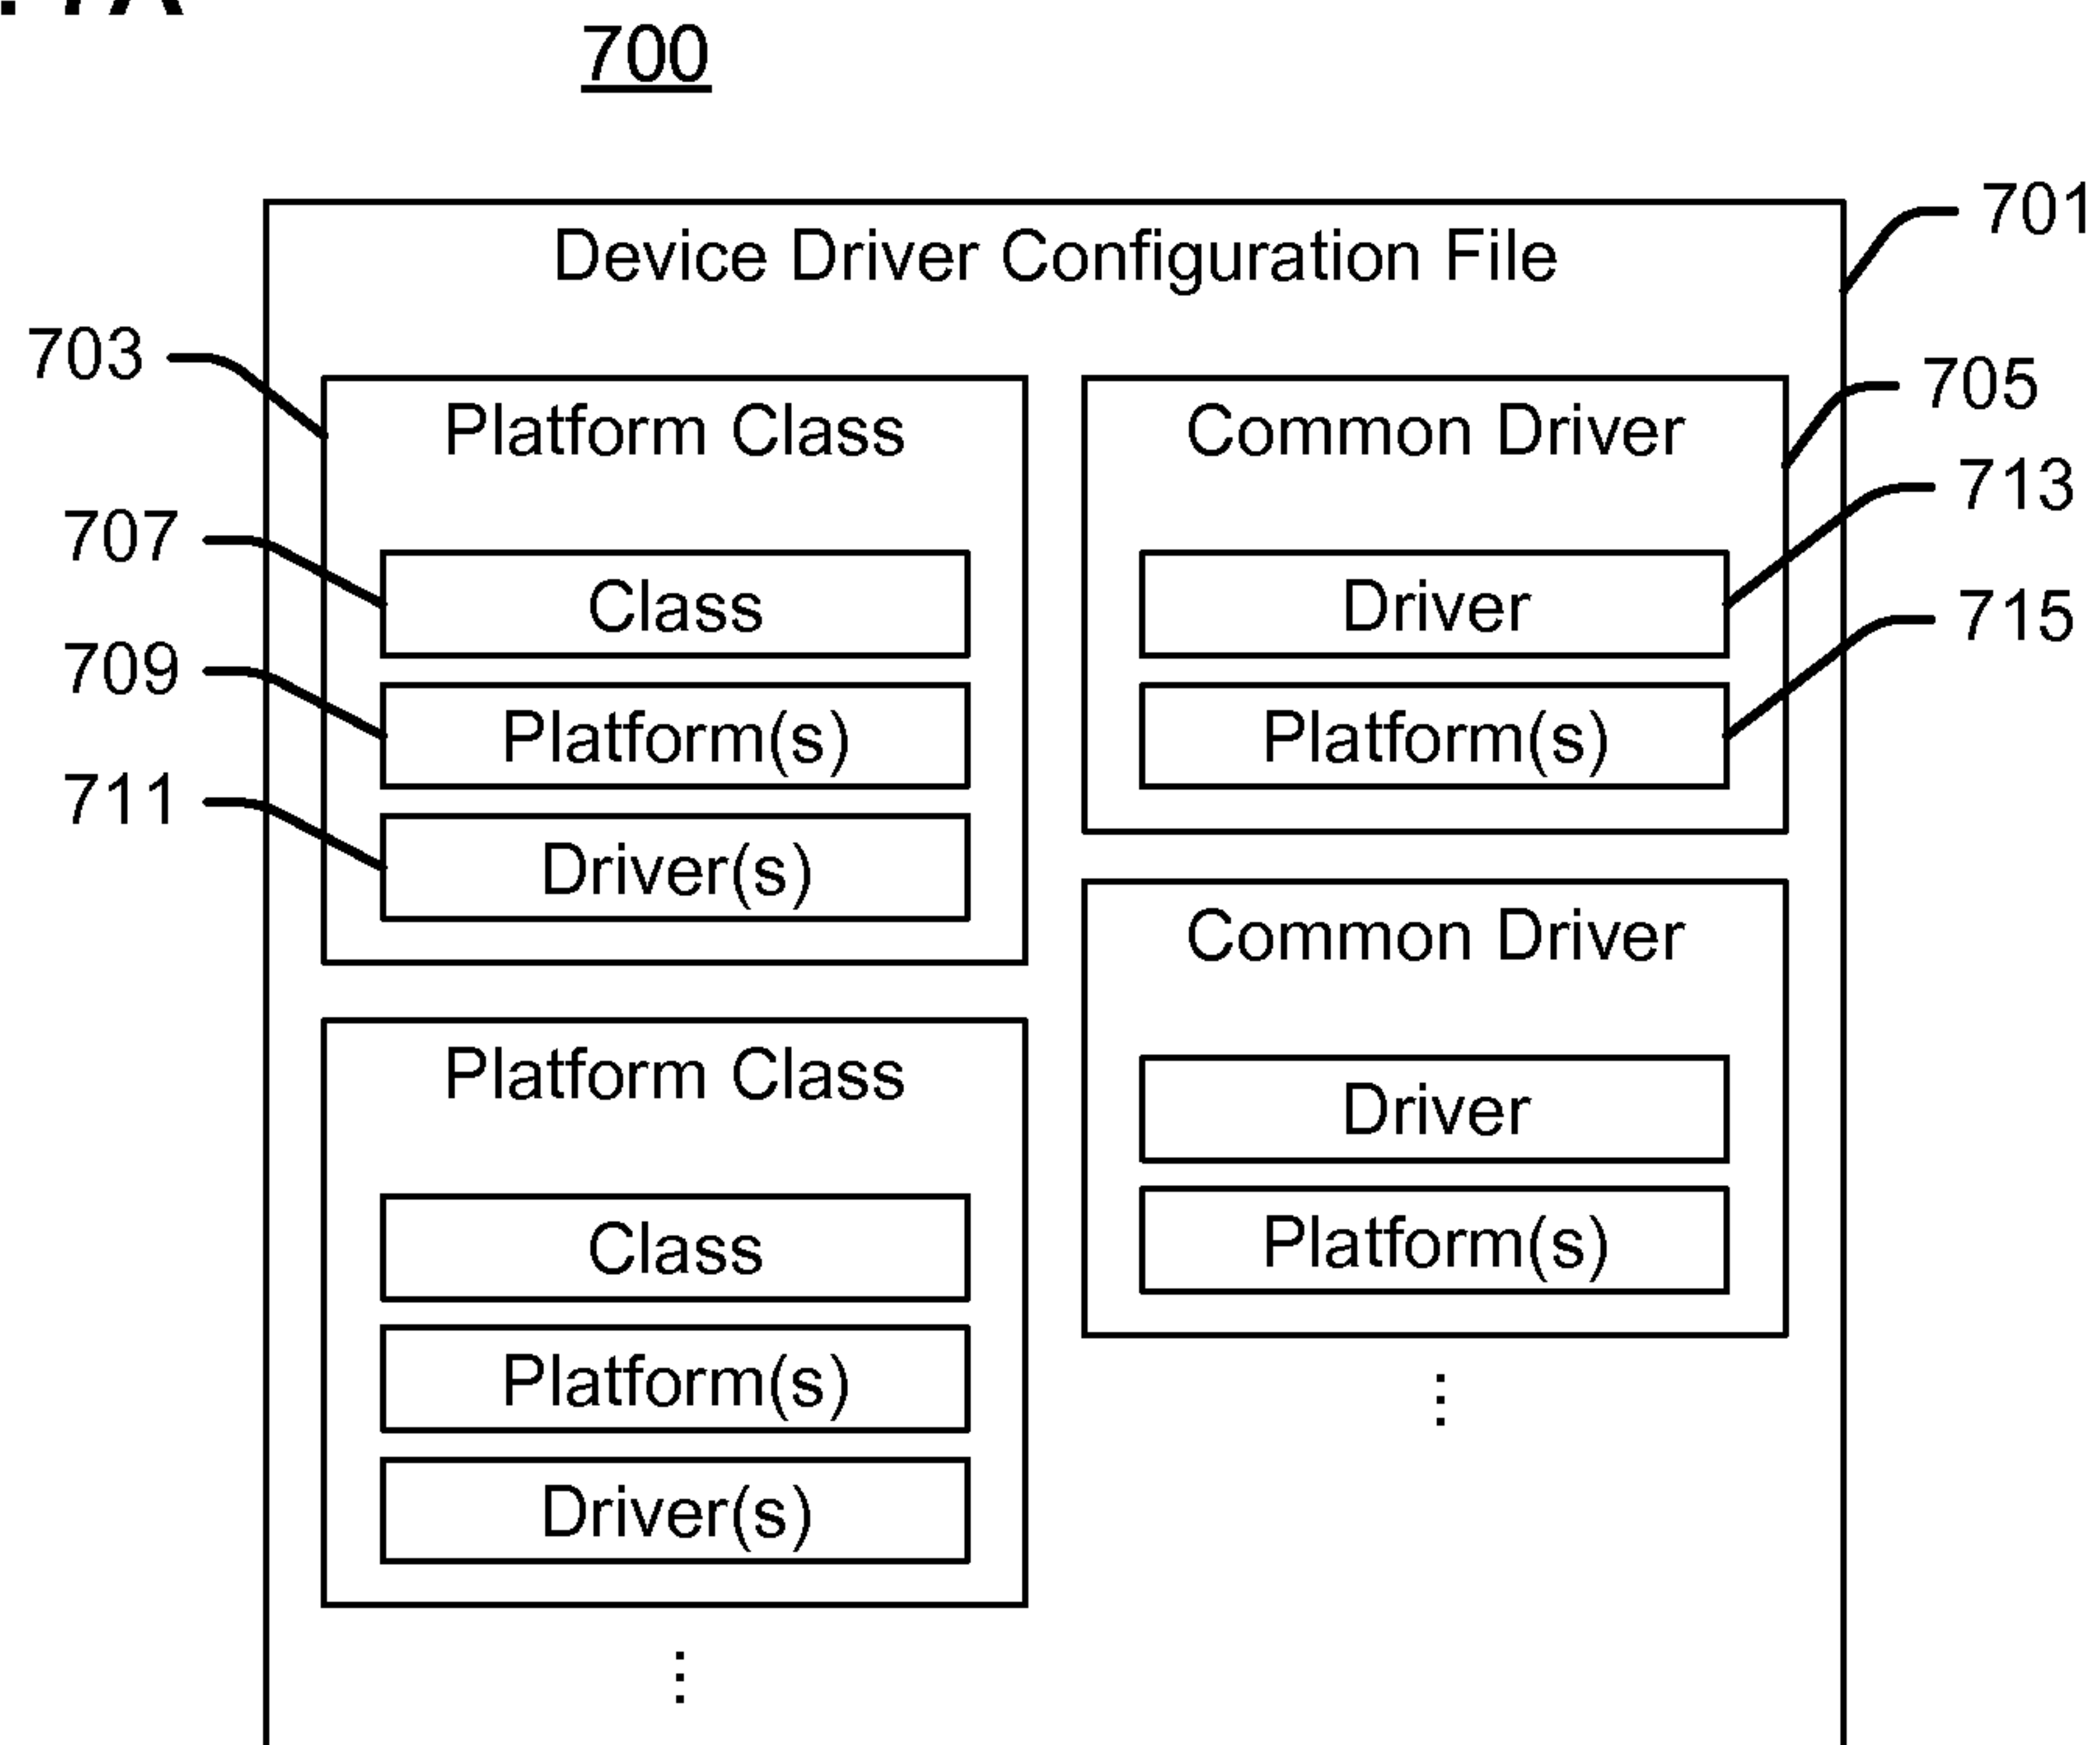 700
701
Device Driver Configuration File
703
705
Platform Class
Common Driver
713
707
Class
Driver
715
709
Platform(s)
Platform(s)
711
Driver(s)
Common Driver
Platform Class
Driver
Class
Platform(s)
Platform(s)
Driver(s)